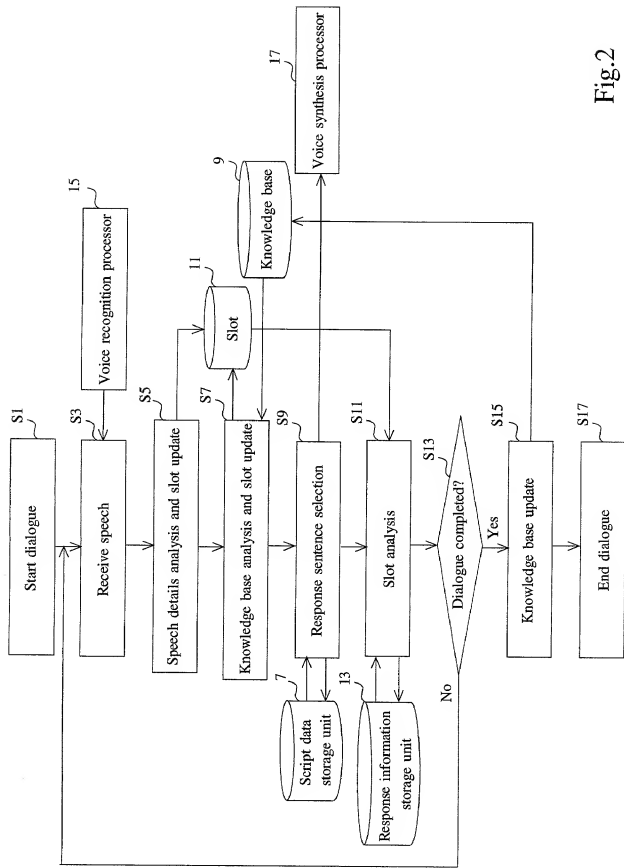 Start dialogue
S1
Voice recognition processor
15
Receive speech
S3
Speech details analysis and slot update
S5
Slot
11
Knowledge base analysis and slot update
S7
Knowledge base
9
Script data
storage unit
7
Response sentence selection
S9
Voice synthesis processor
17
Response information
storage unit
13
Slot analysis
S11
Dialogue completed?
S13
No
Yes
Knowledge base update
S15
End dialogue
S17
Fig.2